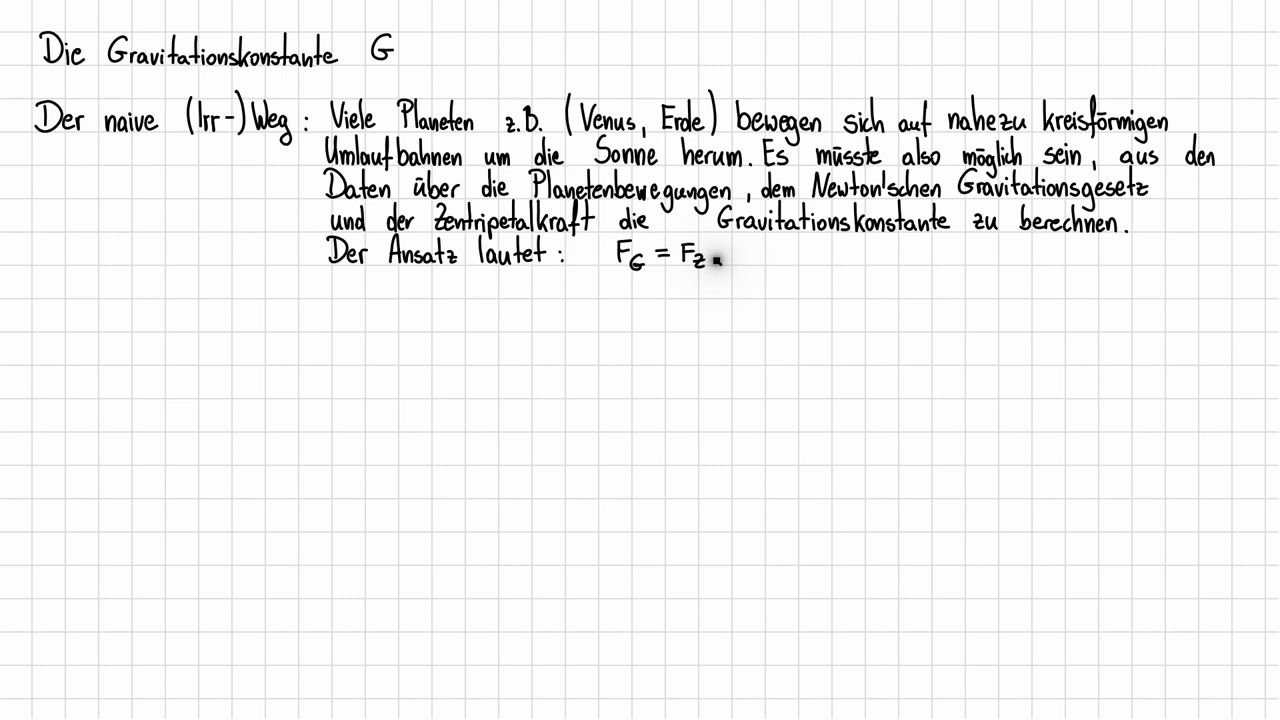 Die Gravitationskonstante G
Der naive (Irr-)Weg : Viele Planeten z.B. (Venus, Erde) bewegen sich auf nahezu kreisförmigen
Umlaufbahnen um die Sonne herum. Es müsste also möglich sein, aus den
Daten über die Planetenbewegungen, dem Newton'schen Gravitationsgesetz
und der Zentripetalkraft die Gravitationskonstante zu berechnen.
Der Ansatz lautet : F_G = F_Z